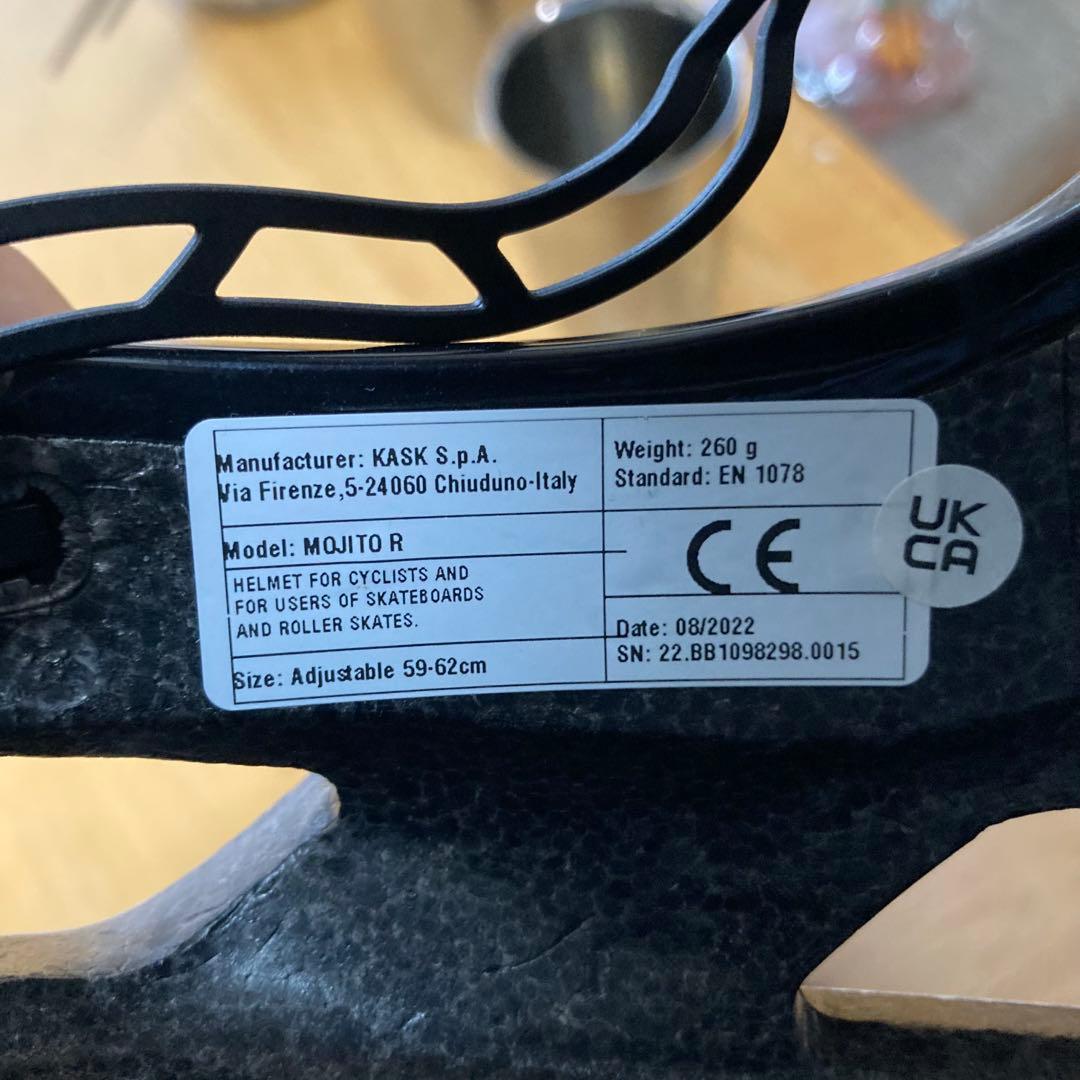 Manufacturer: KASK S.p.A.
Via Firenze,5-24060 Chiuduno-Italy
Model: MOJITO R
HELMET FOR CYCLISTS AND
FOR USERS OF SKATEBOARDS
AND ROLLER SKATES.
Size: Adjustable 59-62cm
Weight: 260 g
Standard: EN 1078
CE
UK
CA
Date: 08/2022
SN: 22.BB1098298.0015